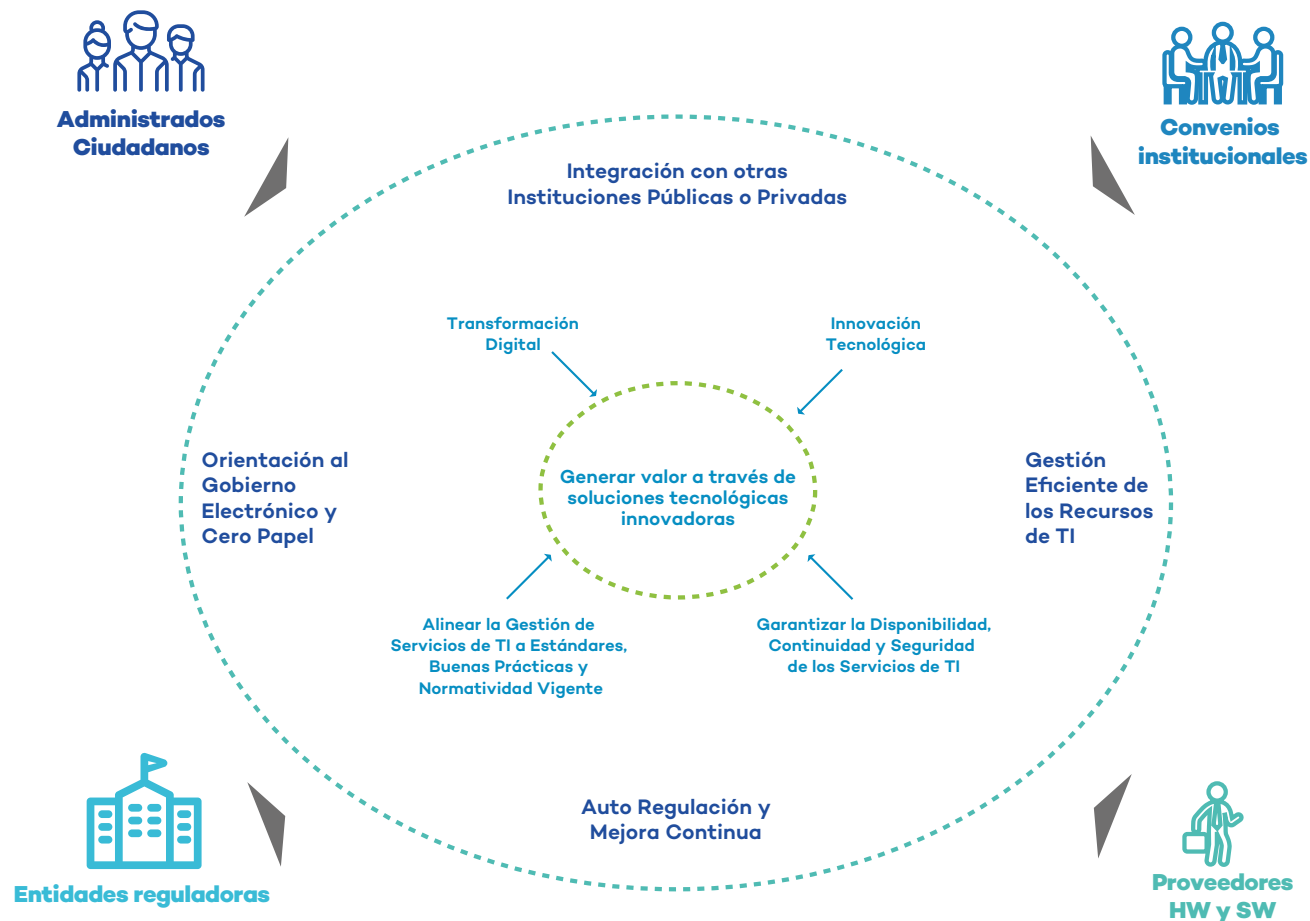 Administrados
Ciudadanos
Convenios
institucionales
Integración con otras
Instituciones Públicas o Privadas
Transformación
Digital
Innovación
Tecnológica
Orientación al
Gobierno
Electrónico y
Cero Papel
Generar valor a través de
soluciones tecnológicas
innovadoras
Gestión
Eficiente de
los Recursos
de TI
Alinear la Gestión de
Servicios de TI a Estándares,
Buenas Prácticas y
Normatividad Vigente
Garantizar la Disponibilidad,
Continuidad y Seguridad
de los Servicios de TI
Auto Regulación y
Mejora Continua
Entidades reguladoras
Proveedores
HW y SW